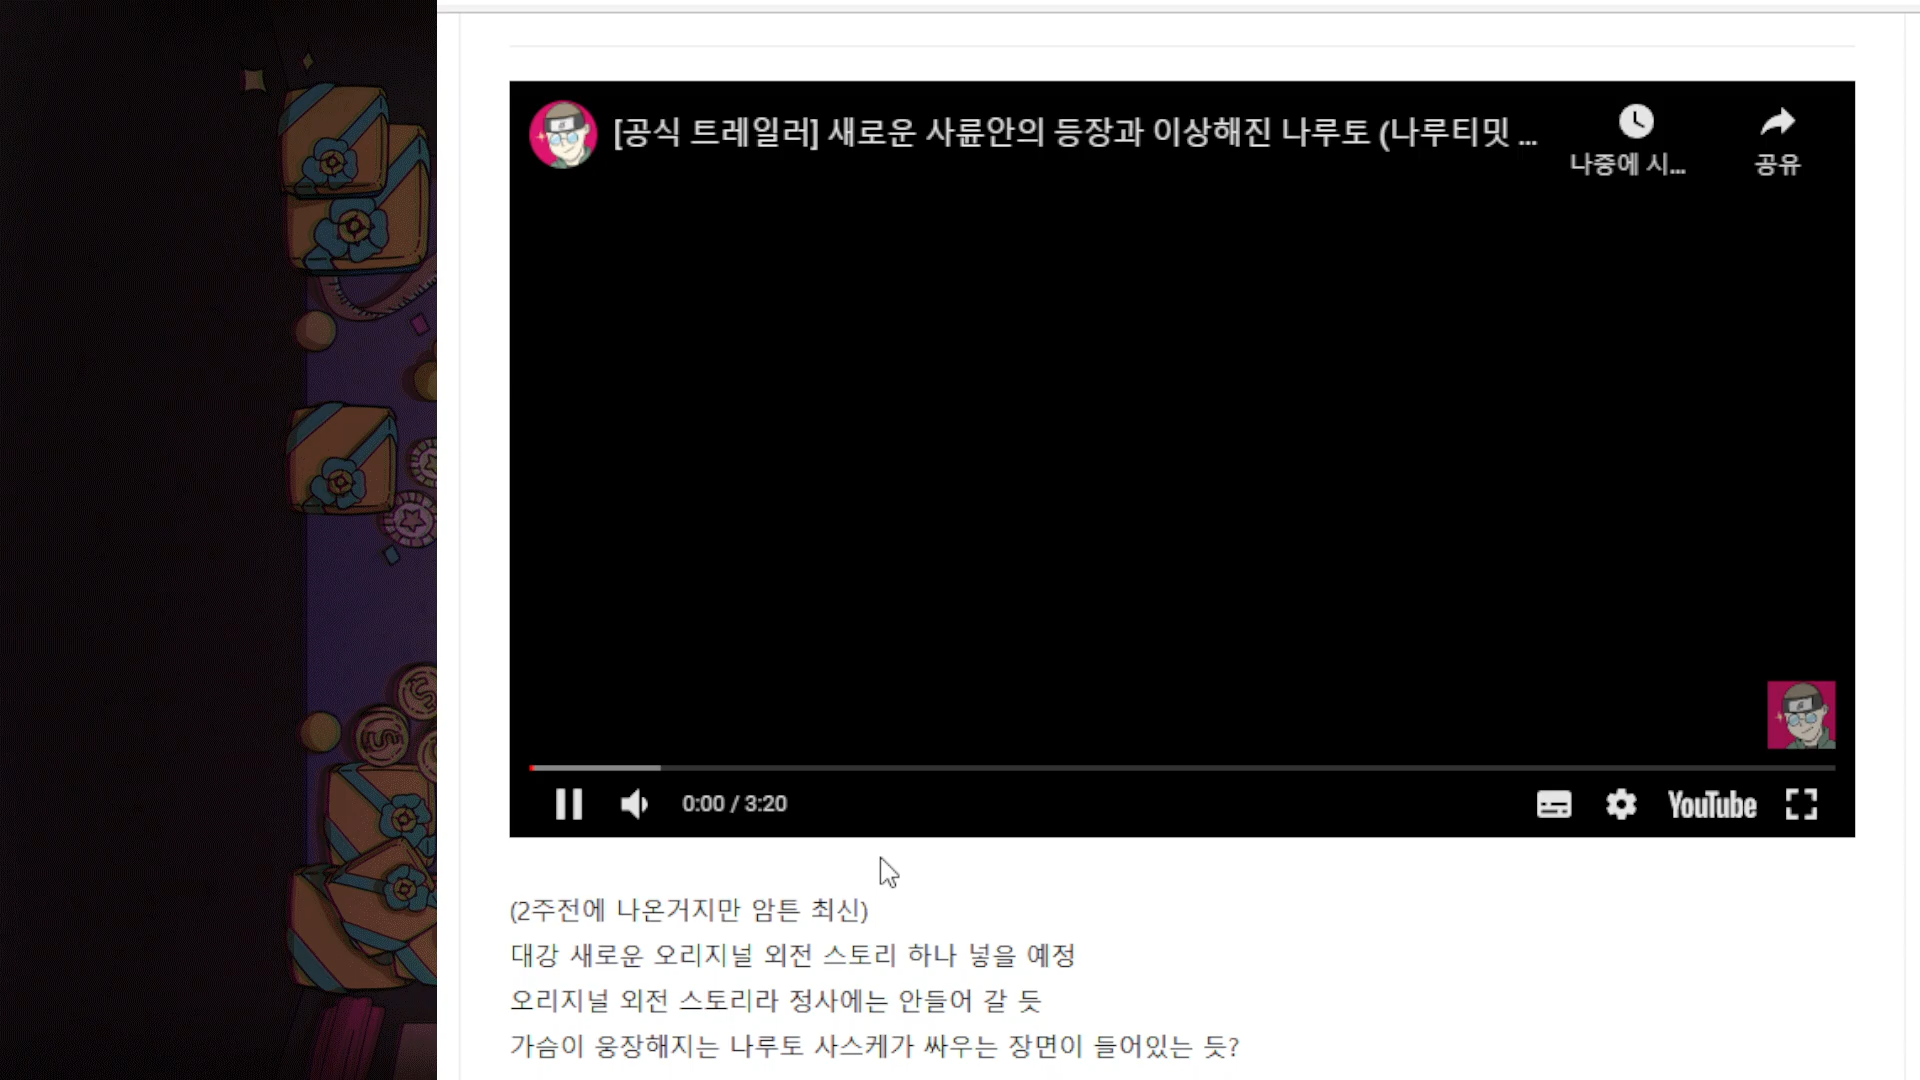 [공식 트레일러] 새로운 사륜안의 등장과 이상해진 나루토 (나루티밋 ...
나중에 시...
공유
0:00 / 3:20
YouTube
(2주전에 나온거지만 암튼 최신)
대강 새로운 오리지널 외전 스토리 하나 넣을 예정
오리지널 외전 스토리라 정사에는 안들어 갈 듯
가슴이 웅장해지는 나루토 사스케가 싸우는 장면이 들어있는 듯?